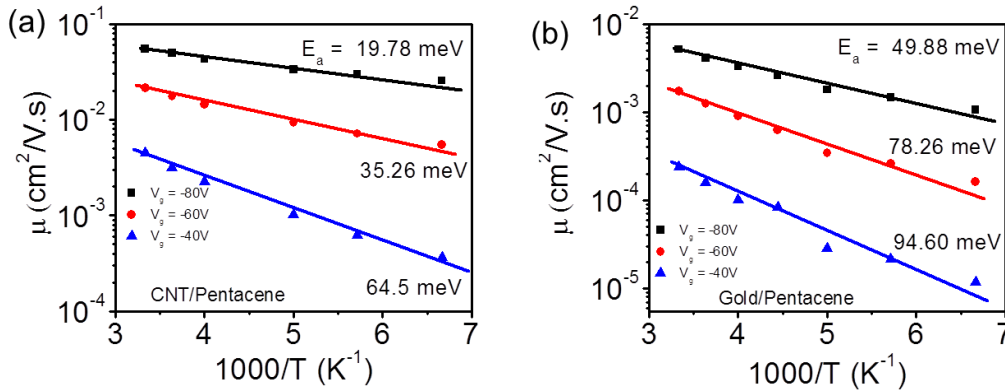 (a)
μ (cm²/V.s)
10⁻¹
10⁻²
10⁻³
10⁻⁴
Eₐ = 19.78 meV
35.26 meV
V_g = -80V
V_g = -60V
V_g = -40V
64.5 meV
CNT/Pentacene
3 4 5 6 7
1000/T (K⁻¹)
(b)
μ (cm²/V.s)
10⁻²
10⁻³
10⁻⁴
10⁻⁵
Eₐ = 49.88 meV
78.26 meV
V_g = -80V
V_g = -60V
V_g = -40V
94.60 meV
Gold/Pentacene
3 4 5 6 7
1000/T (K⁻¹)